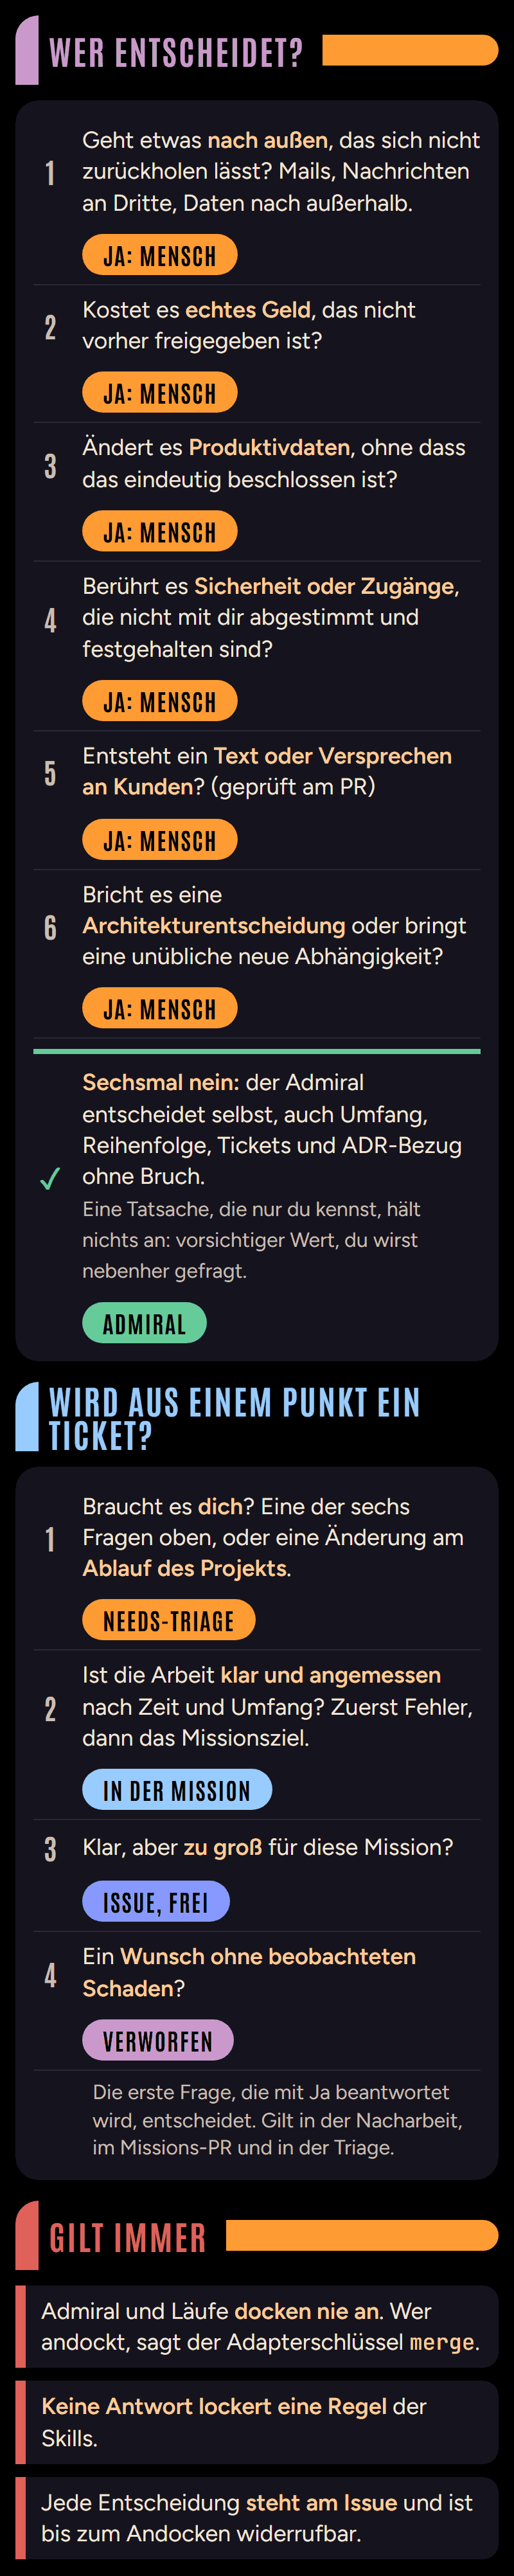 WER ENTSCHEIDET?
Geht etwas nach außen, das sich nicht
1
zurückholen lässt? Mails, Nachrichten
an Dritte, Daten nach außerhalb.
JA: MENSCH
Kostet es echtes Geld, das nicht
2
vorher freigegeben ist?
JA: MENSCH
Ändert es Produktivdaten, ohne dass
3
das eindeutig beschlossen ist?
JA: MENSCH
Berührt es Sicherheit oder Zugänge,
4
die nicht mit dir abgestimmt und
festgehalten sind?
JA: MENSCH
Entsteht ein Text oder Versprechen
5
an Kunden? (geprüft am PR)
JA: MENSCH
Bricht es eine
6
Architekturentscheidung oder bringt
eine unübliche neue Abhängigkeit?
JA: MENSCH
Sechsmal nein: der Admiral
entscheidet selbst, auch Umfang,
Reihenfolge, Tickets und ADR-Bezug
✓
ohne Bruch.
Eine Tatsache, die nur du kennst, hält
nichts an: vorsichtiger Wert, du wirst
nebenher gefragt.
ADMIRAL
WIRD AUS EINEM PUNKT EIN
TICKET?
Braucht es dich? Eine der sechs
1
Fragen oben, oder eine Änderung am
Ablauf des Projekts.
NEEDS-TRIAGE
Ist die Arbeit klar und angemessen
2
nach Zeit und Umfang? Zuerst Fehler,
dann das Missionsziel.
IN DER MISSION
3
Klar, aber zu groß für diese Mission?
ISSUE, FREI
Ein Wunsch ohne beobachteten
4
Schaden?
VERWORFEN
Die erste Frage, die mit Ja beantwortet
wird, entscheidet. Gilt in der Nacharbeit,
im Missions-PR und in der Triage.
GILT IMMER
Admiral und Läufe docken nie an. Wer
andockt, sagt der Adapterschlüssel merge.
Keine Antwort lockert eine Regel der
Skills.
Jede Entscheidung steht am Issue und ist
bis zum Andocken widerrufbar.